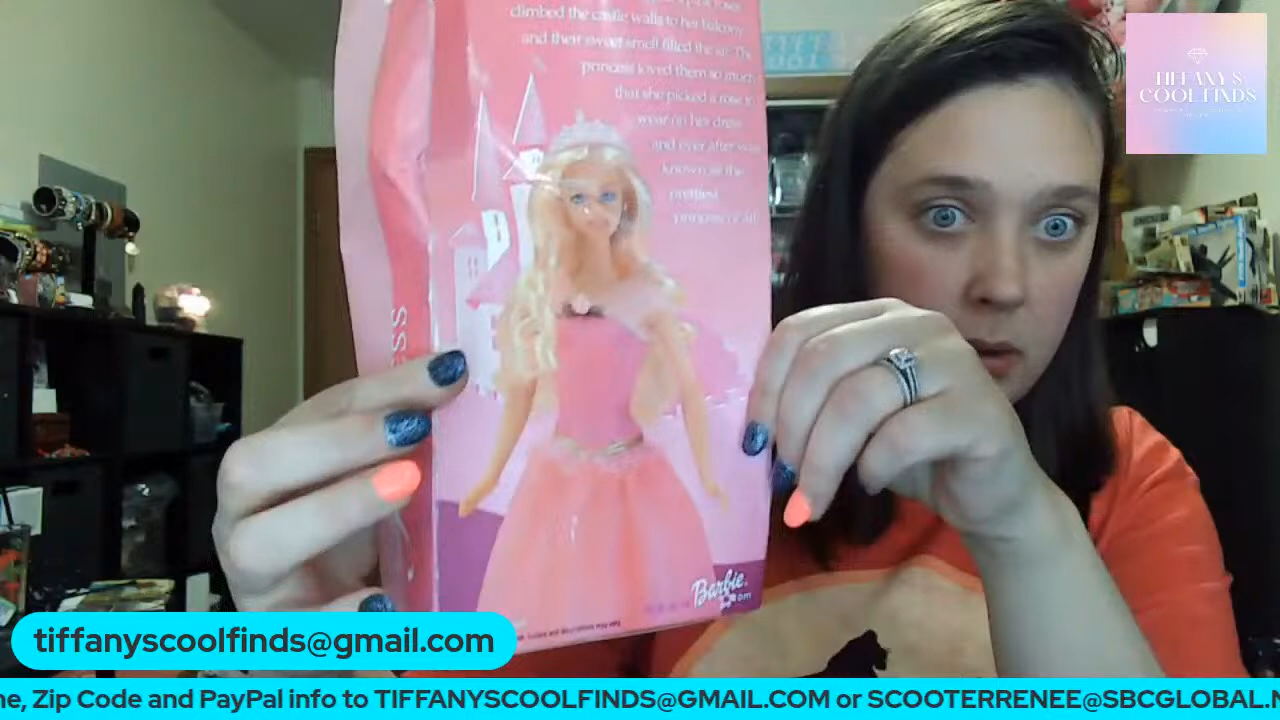 climbed the castle walls to her balcony
and their sweet smell filled the air. The
princess loved them so much
that she picked a rose to
wear on her dress
and ever after was
known as the
prettiest
princess of all.
TIFFANY'S
COOLFINDS
ESS
Barbie
.com
tiffanyscoolfinds@gmail.com
ne, Zip Code and PayPal info to TIFFANYSCOOLFINDS@GMAIL.COM or SCOOTERRENEE@SBCGLOBAL.N